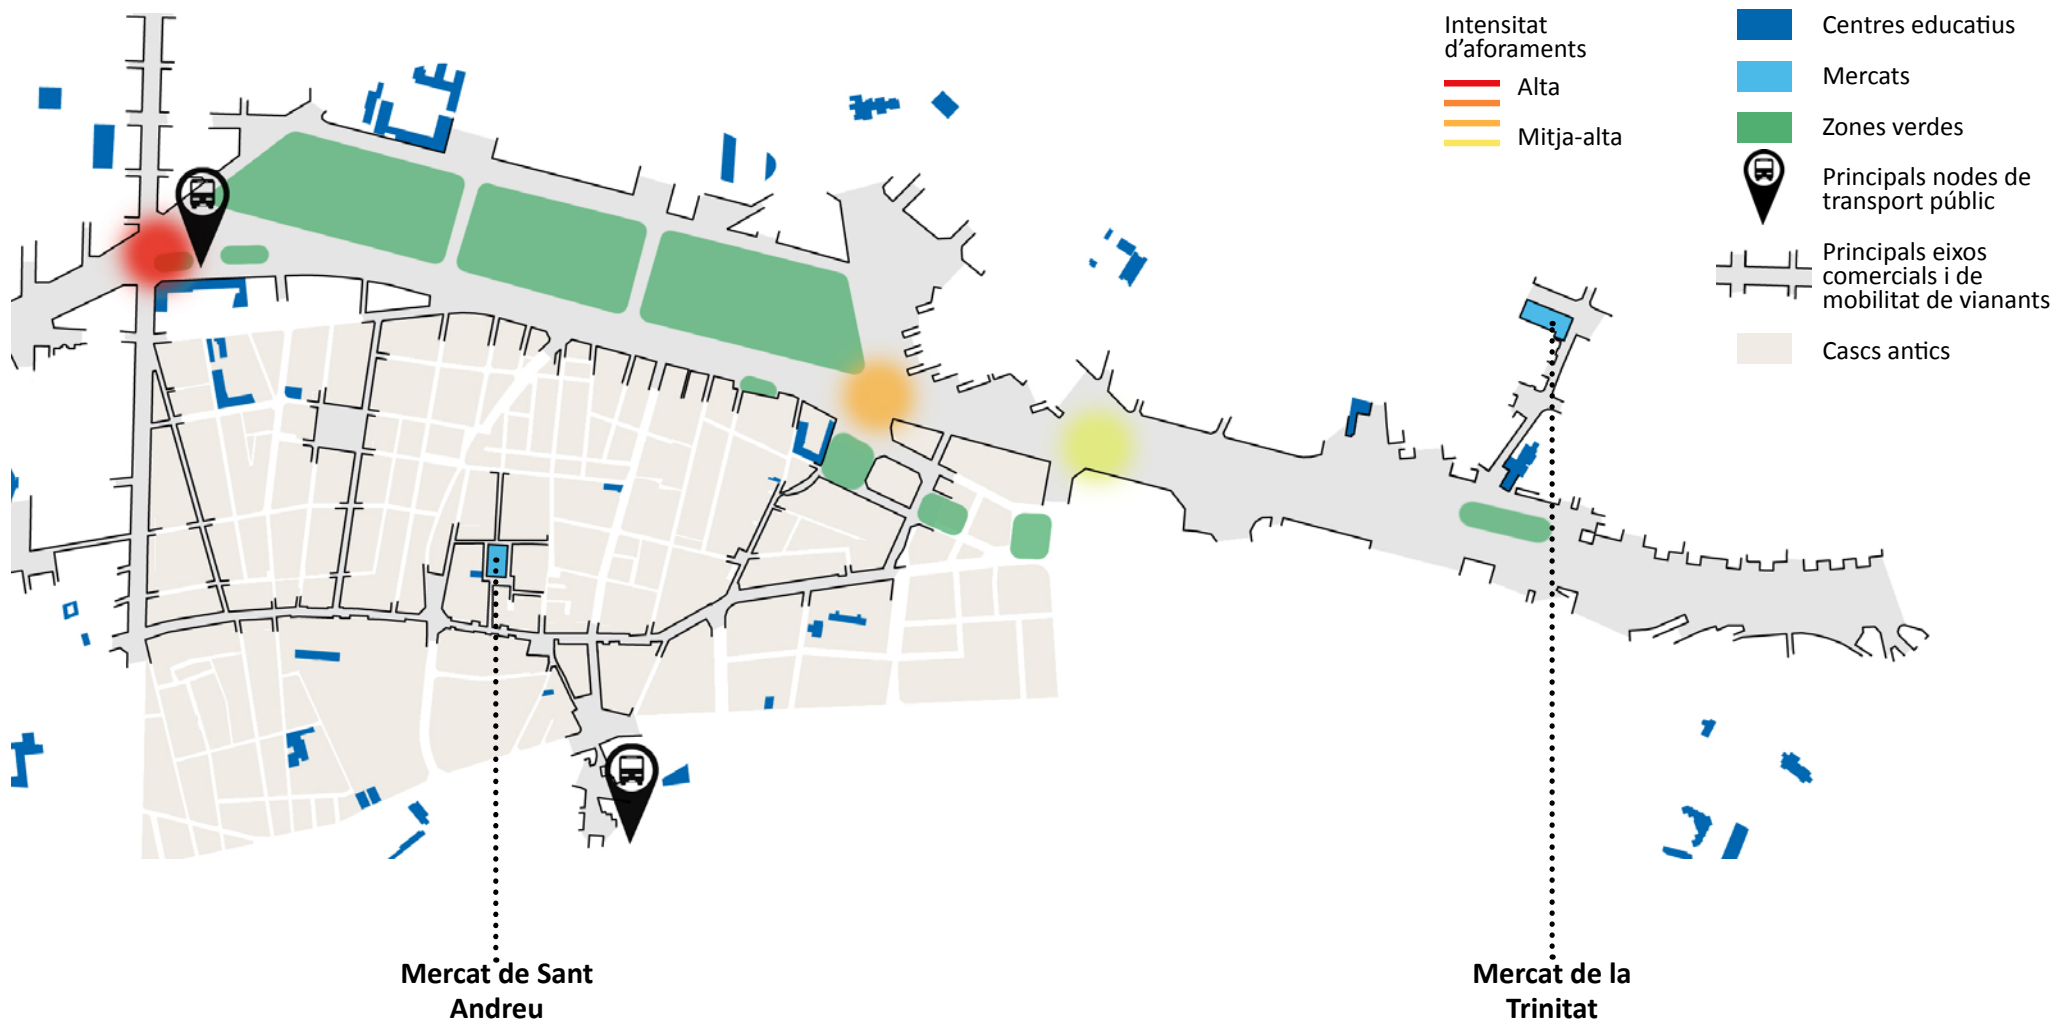 Intensitat
d’aforaments
Alta
Mitja-alta
Centres educatius
Mercats
Zones verdes
Principals nodes de
transport públic
Principals eixos
comercials i de
mobilitat de vianants
Cascs antics
Mercat de Sant
Andreu
Mercat de la
Trinitat